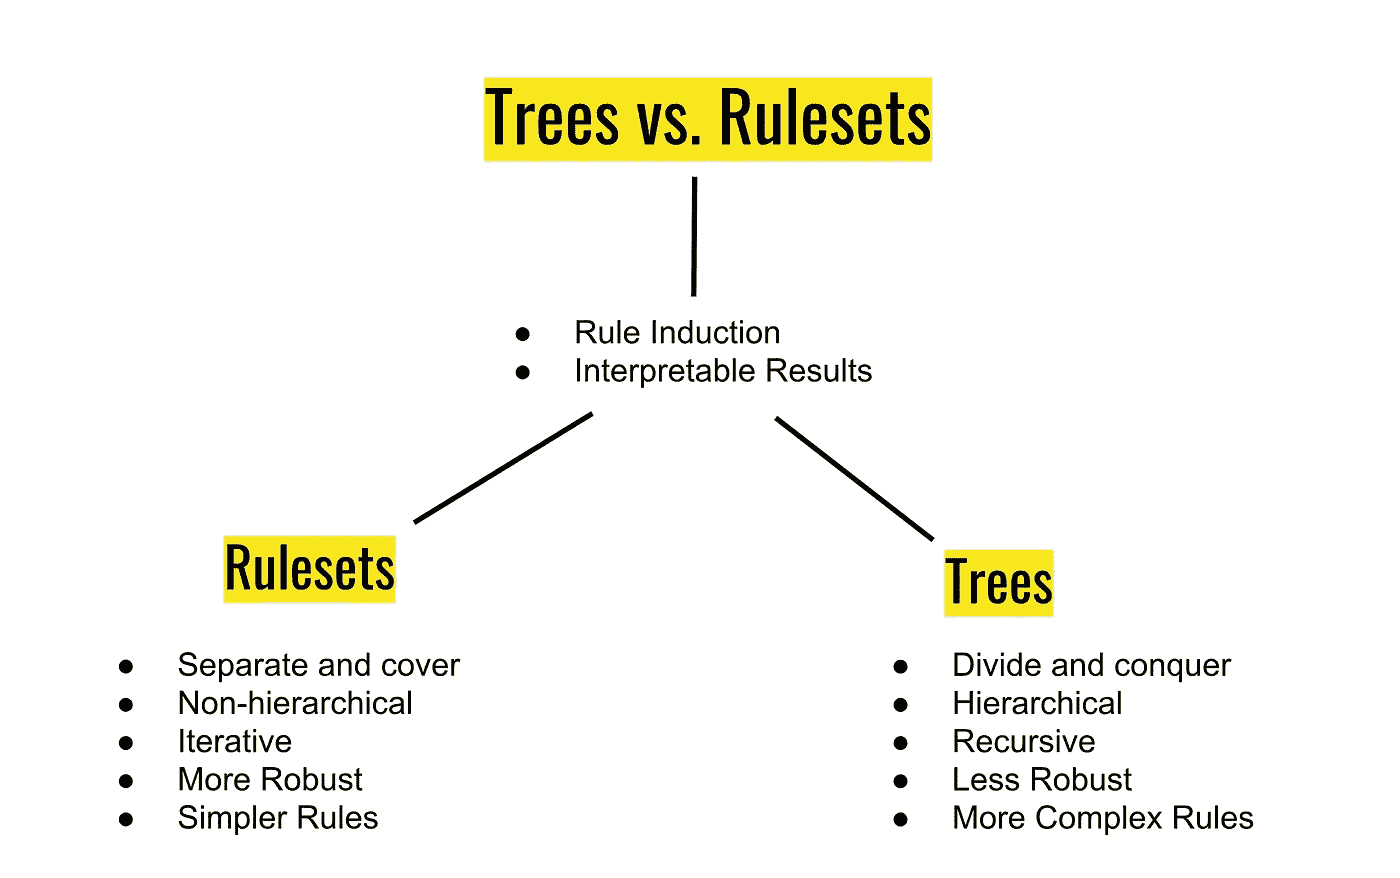 Trees vs. Rulesets
● Rule Induction
● Interpretable Results
Rulesets
● Separate and cover
● Non-hierarchical
● Iterative
● More Robust
● Simpler Rules
Trees
● Divide and conquer
● Hierarchical
● Recursive
● Less Robust
● More Complex Rules